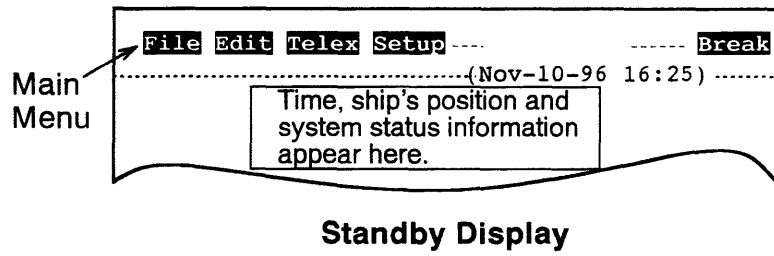 File Edit Telex Setup ---- ------ Break
(Nov-10-96 16:25)
Main Menu
Time, ship's position and
system status information
appear here.
Standby Display